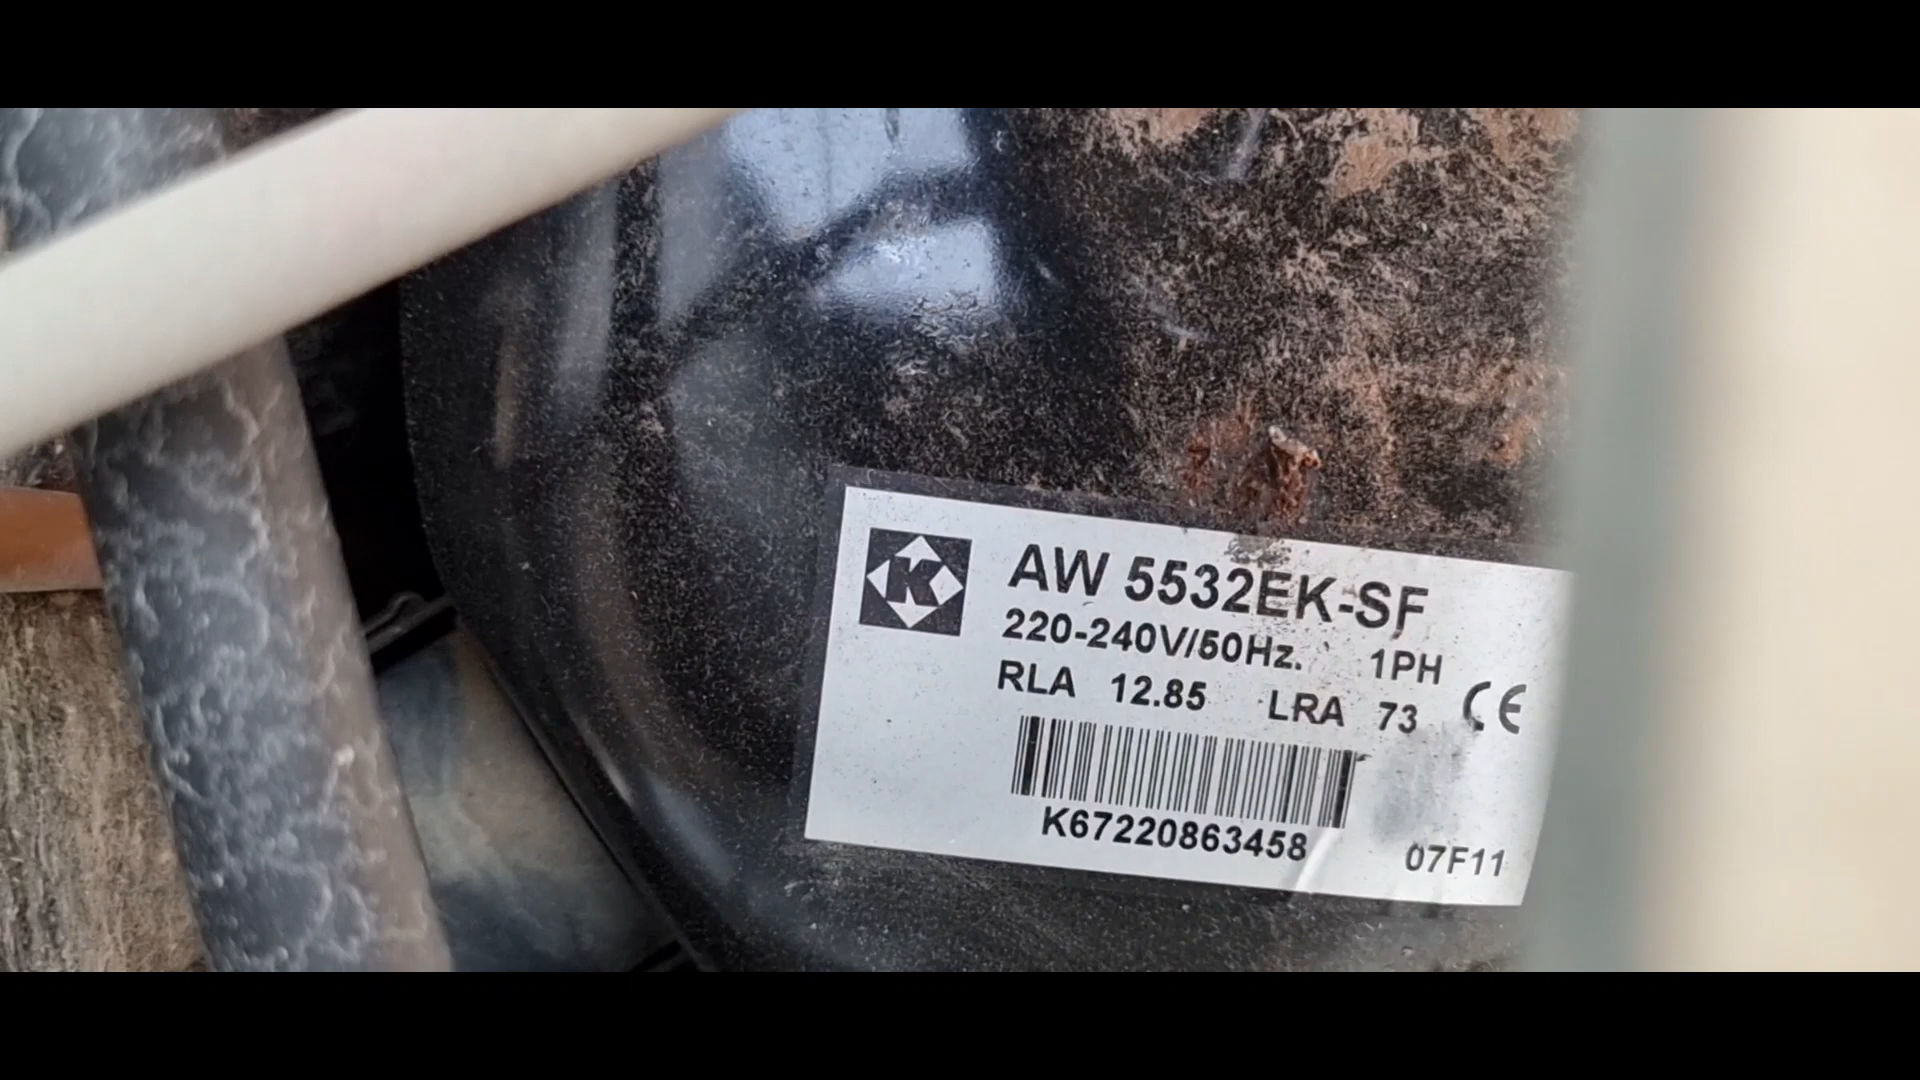 K
AW 5532EK-SF
220-240V/50Hz. 1PH
RLA 12.85 LRA 73 CE
K67220863458
07F11